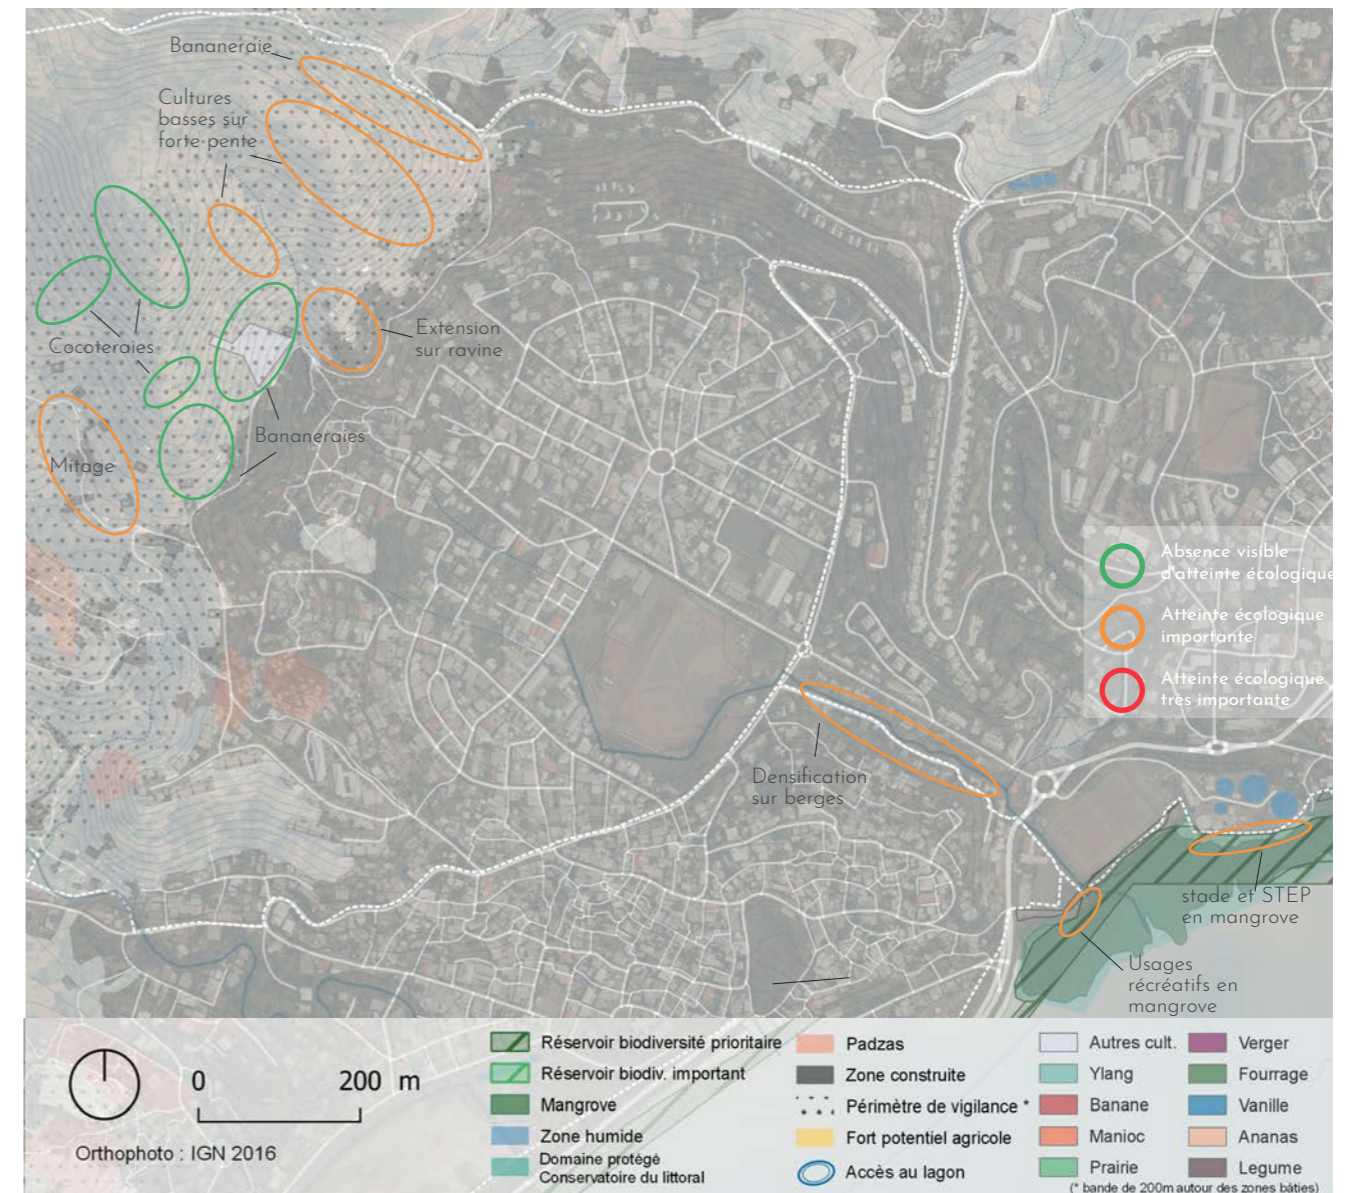 Bananeraie
Cultures
basses sur
forte pente
Cocoteraies
Extension
sur ravine
Bananeraies
Mitage
Absence visible
d'atteinte écologique
Atteinte écologique
importante
Atteinte écologique
très importante
Densification
sur berges
stade et STEP
en mangrove
Usages
récréatifs en
mangrove
0 200 m
Orthophoto : IGN 2016
Réservoir biodiversité prioritaire
Réservoir biodiv. important
Mangrove
Zone humide
Domaine protégé
Conservatoire du littoral
Padzas
Zone construite
Périmètre de vigilance *
Fort potentiel agricole
Accès au lagon
Autres cult.
Ylang
Banane
Manioc
Prairie
Verger
Fourrage
Vanille
Ananas
Legume
(* bande de 200m autour des zones bâties)